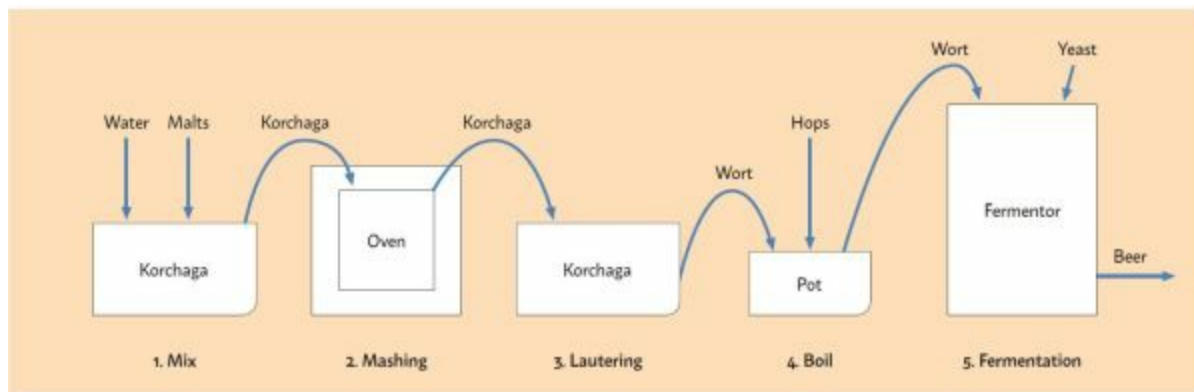 Wort Yeast
Water Malts Korchaga Korchaga Hops
Wort
Fermentor
Oven
Beer
Korchaga Korchaga
Pot
1. Mix 2. Mashing 3. Lautering 4. Boil 5. Fermentation